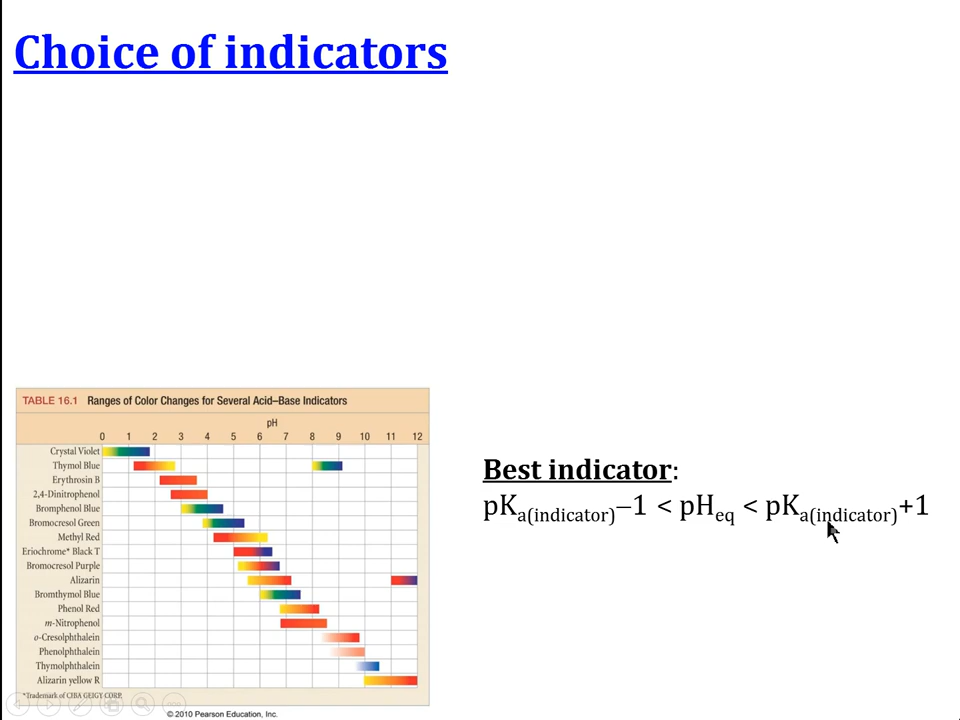 Choice of indicators
TABLE 16.1 Ranges of Color Changes for Several Acid–Base Indicators
pH
0 1 2 3 4 5 6 7 8 9 10 11 12
Crystal Violet
Thymol Blue
Erythrosin B
2,4-Dinitrophenol
Bromphenol Blue
Bromocresol Green
Methyl Red
Eriochrome* Black T
Bromocresol Purple
Alizarin
Bromthymol Blue
Phenol Red
m-Nitrophenol
o-Cresolphthalein
Phenolphthalein
Thymolphthalein
Alizarin yellow R
*Trademark of CIBA GEIGY CORP.
© 2010 Pearson Education, Inc.
Best indicator:
pKa(indicator)−1 < pHeq < pKa(indicator)+1